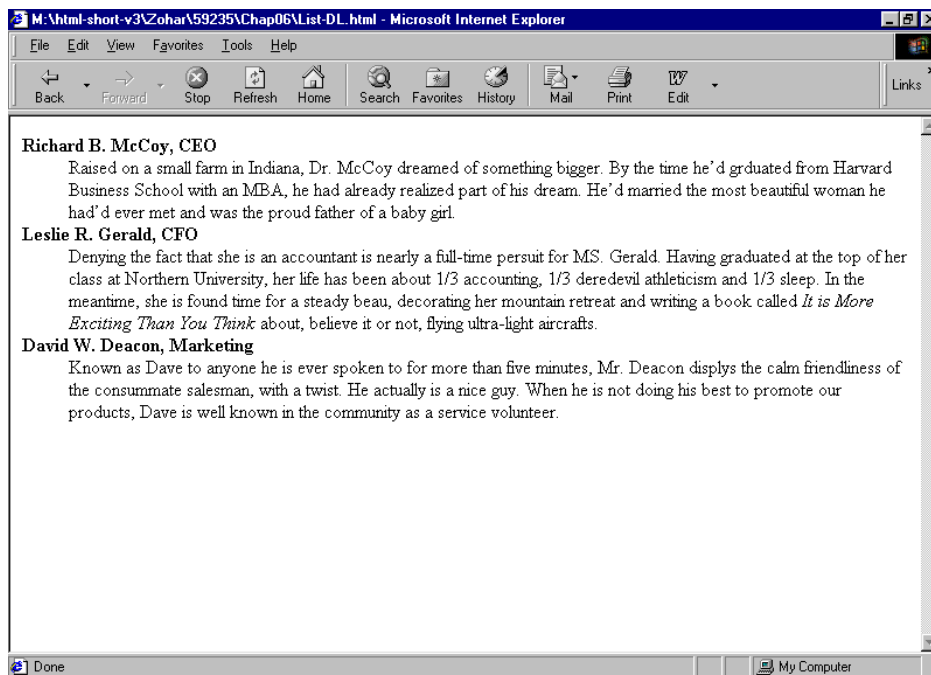 M:\html-short-v3\Zohar\59235\Chap06\List-DL.html - Microsoft Internet Explorer
File Edit View Favorites Tools Help
Back Forward Stop Refresh Home Search Favorites History Mail Print Edit Links
Richard B. McCoy, CEO
Raised on a small farm in Indiana, Dr. McCoy dreamed of something bigger. By the time he’d grduated from Harvard
Business School with an MBA, he had already realized part of his dream. He’d married the most beautiful woman he
had’d ever met and was the proud father of a baby girl.
Leslie R. Gerald, CFO
Denying the fact that she is an accountant is nearly a full-time persuit for MS. Gerald. Having graduated at the top of her
class at Northern University, her life has been about 1/3 accounting, 1/3 deredevil athleticism and 1/3 sleep. In the
meantime, she is found time for a steady beau, decorating her mountain retreat and writing a book called It is More
Exciting Than You Think about, believe it or not, flying ultra-light aircrafts.
David W. Deacon, Marketing
Known as Dave to anyone he is ever spoken to for more than five minutes, Mr. Deacon displys the calm friendliness of
the consummate salesman, with a twist. He actually is a nice guy. When he is not doing his best to promote our
products, Dave is well known in the community as a service volunteer.
Done My Computer